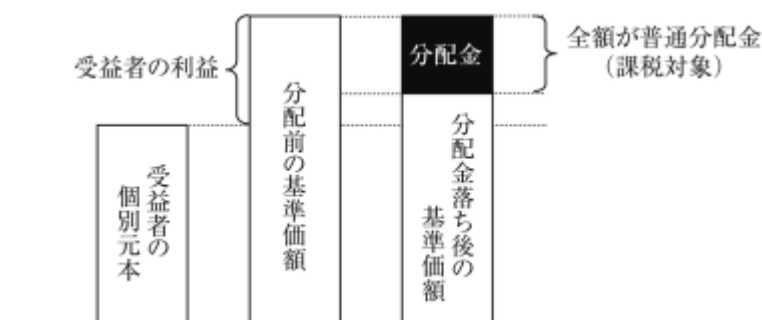 受益者の利益
受益者の
個別元本
分配前の基準価額
分配金
分配金落ち後の
基準価額
全額が普通分配金
（課税対象）